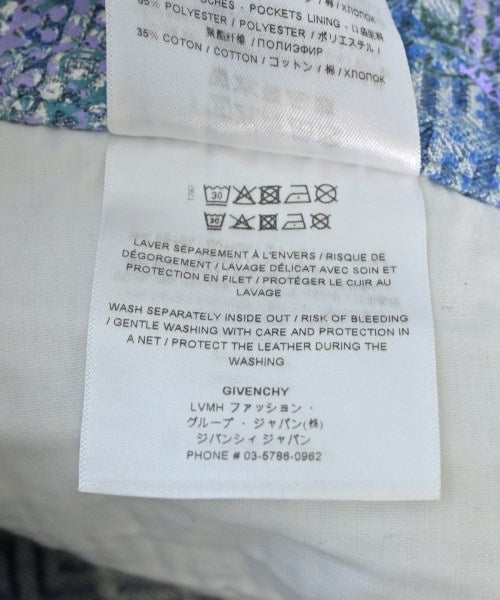 POCHES - POCKETS LINING
65% POLYESTER / POLYESTER / ポリエステル /
聚酯纤维 / ПОЛИЭФИР
35% COTON / COTTON / コットン / 棉 / ХЛОПОК
30
30
LAVER SÉPAREMENT À L'ENVERS / RISQUE DE
DÉGORGEMENT / LAVAGE DÉLICAT AVEC SOIN ET
PROTECTION EN FILET / PROTÉGER LE CUIR AU
LAVAGE
WASH SEPARATELY INSIDE OUT / RISK OF BLEEDING
/ GENTLE WASHING WITH CARE AND PROTECTION IN
A NET / PROTECT THE LEATHER DURING THE
WASHING
GIVENCHY
LVMH ファッション・
グループ・ジャパン(株)
ジバンシィ ジャパン
PHONE # 03-5786-0962